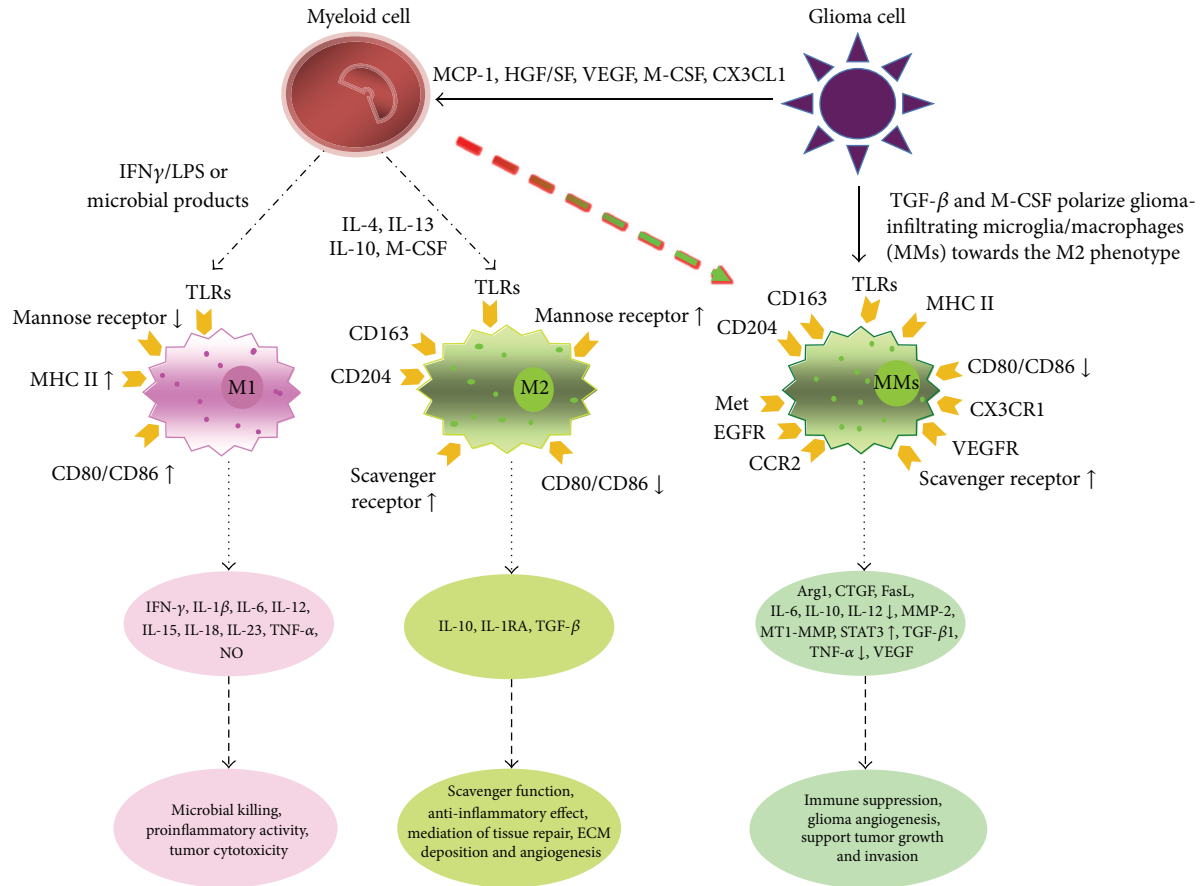 Myeloid cell
Glioma cell
MCP-1, HGF/SF, VEGF, M-CSF, CX3CL1
IFNγ/LPS or
microbial products
IL-4, IL-13
IL-10, M-CSF
TGF-β and M-CSF polarize glioma-
infiltrating microglia/macrophages
(MMs) towards the M2 phenotype
TLRs
Mannose receptor ↓
MHC II ↑
M1
CD80/CD86 ↑
TLRs
CD163
Mannose receptor ↑
CD204
M2
Scavenger
receptor ↑
CD80/CD86 ↓
TLRs
CD163
MHC II
CD204
CD80/CD86 ↓
MMs
Met
CX3CR1
EGFR
VEGFR
CCR2
Scavenger receptor ↑
IFN-γ, IL-1β, IL-6, IL-12,
IL-15, IL-18, IL-23, TNF-α,
NO
IL-10, IL-1RA, TGF-β
Arg1, CTGF, FasL,
IL-6, IL-10, IL-12 ↓, MMP-2,
MT1-MMP, STAT3 ↑, TGF-β1,
TNF-α ↓, VEGF
Microbial killing,
proinflammatory activity,
tumor cytotoxicity
Scavenger function,
anti-inflammatory effect,
mediation of tissue repair, ECM
deposition and angiogenesis
Immune suppression,
glioma angiogenesis,
support tumor growth
and invasion